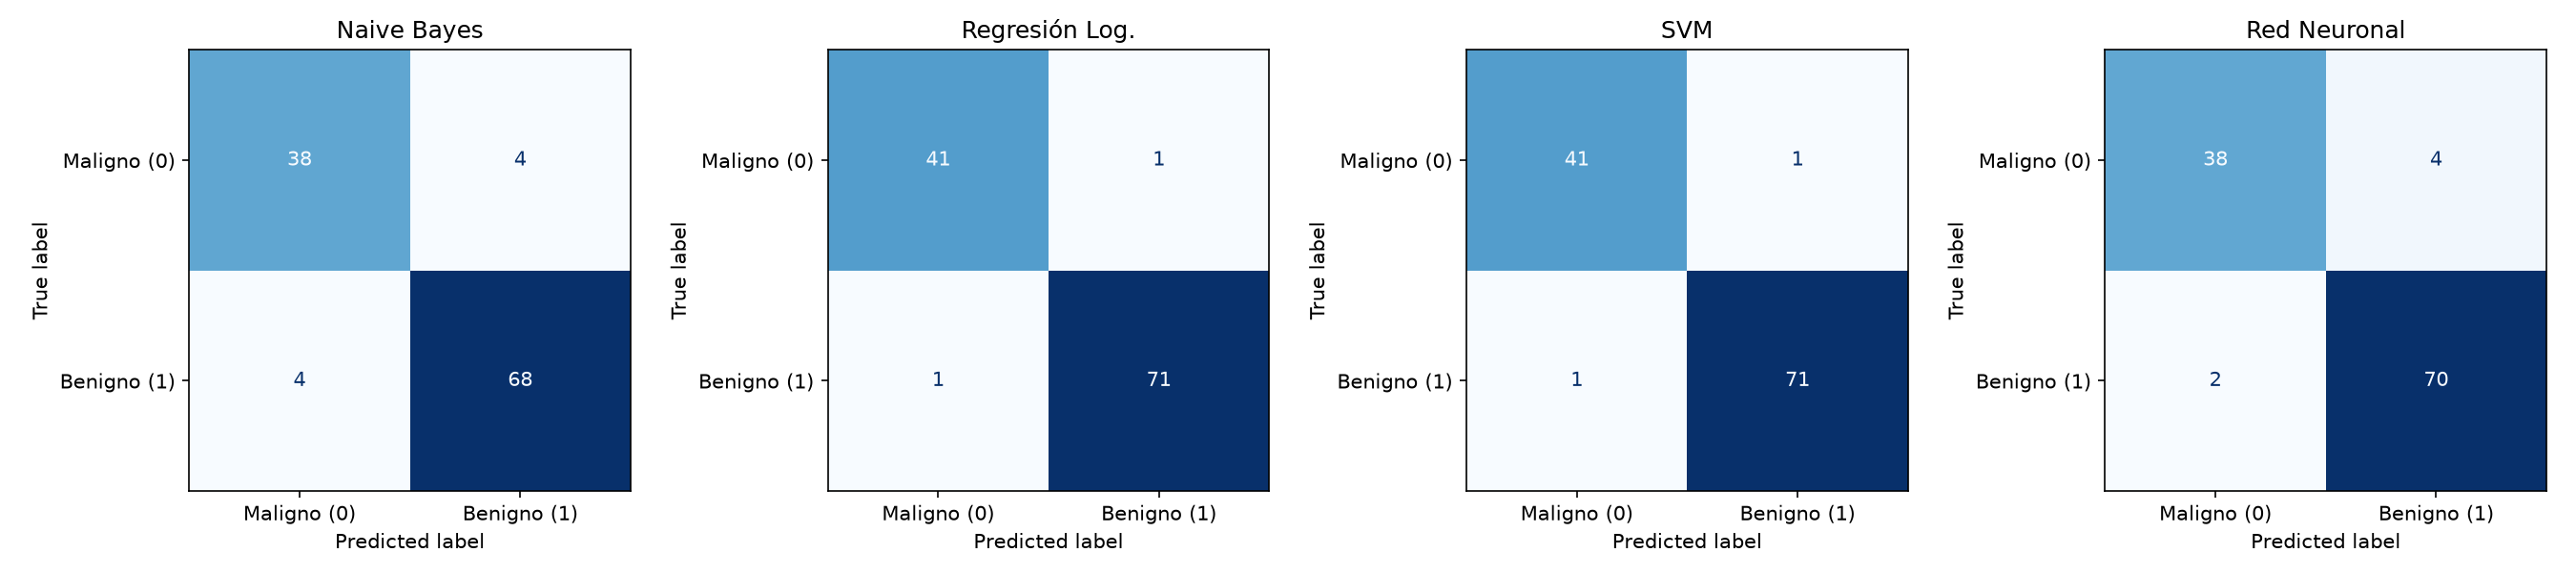 Naive Bayes
True label
Maligno (0)
38
4
Benigno (1)
4
68
Maligno (0)
Benigno (1)
Predicted label
Regresión Log.
True label
Maligno (0)
41
1
Benigno (1)
1
71
Maligno (0)
Benigno (1)
Predicted label
SVM
True label
Maligno (0)
41
1
Benigno (1)
1
71
Maligno (0)
Benigno (1)
Predicted label
Red Neuronal
True label
Maligno (0)
38
4
Benigno (1)
2
70
Maligno (0)
Benigno (1)
Predicted label